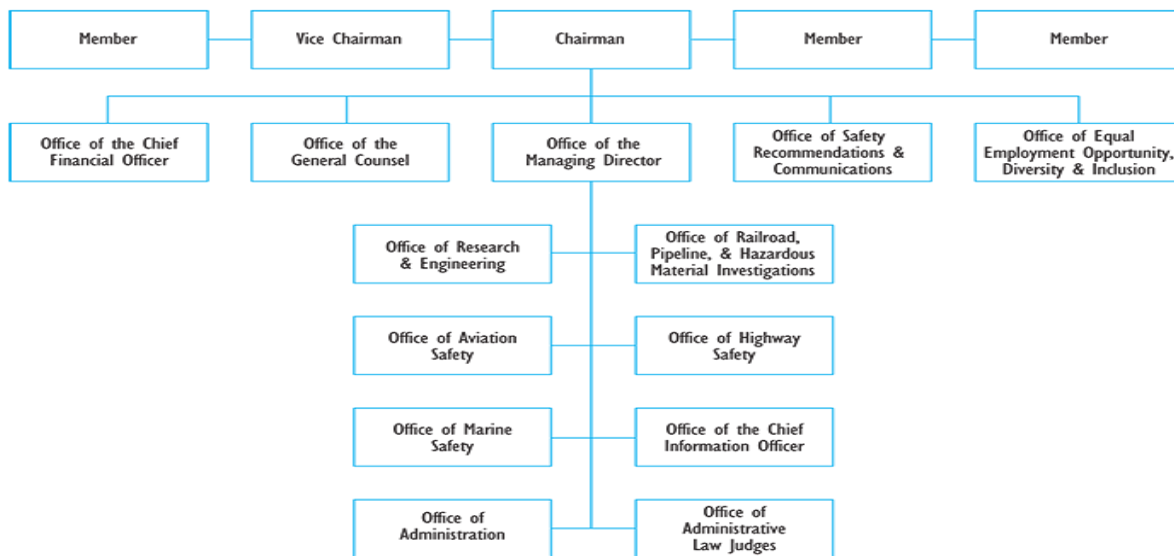 Member
Vice Chairman
Chairman
Member
Member
Office of the Chief
Financial Officer
Office of the
General Counsel
Office of the
Managing Director
Office of Safety
Recommendations &
Communications
Office of Equal
Employment Opportunity,
Diversity & Inclusion
Office of Research
& Engineering
Office of Railroad,
Pipeline, & Hazardous
Material Investigations
Office of Aviation
Safety
Office of Highway
Safety
Office of Marine
Safety
Office of the Chief
Information Officer
Office of
Administration
Office of
Administrative
Law Judges